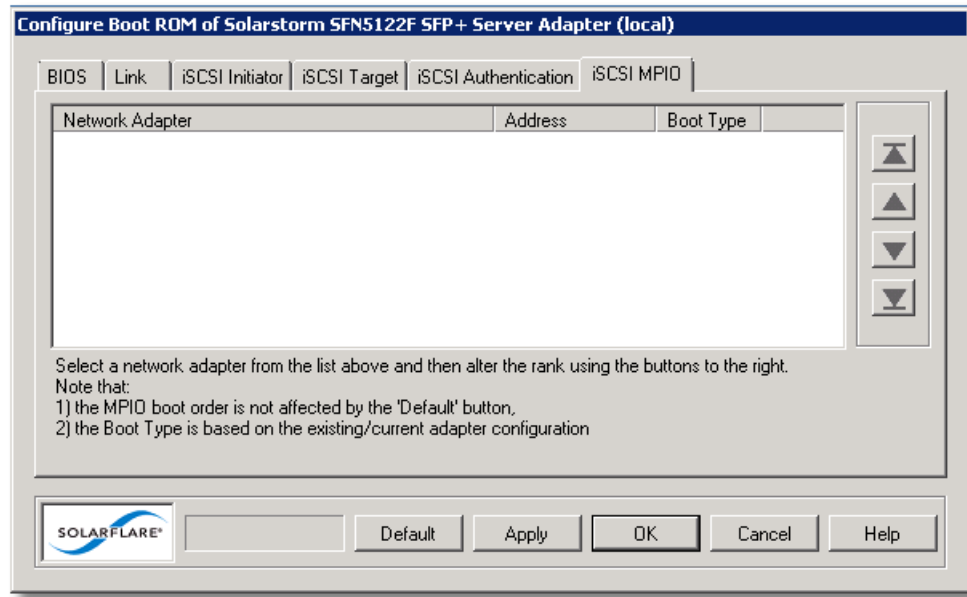 Configure Boot ROM of Solarstorm SFN5122F SFP+ Server Adapter (local)
BIOS Link iSCSI Initiator iSCSI Target iSCSI Authentication iSCSI MPIO
Network Adapter Address Boot Type
Select a network adapter from the list above and then alter the rank using the buttons to the right.
Note that:
1) the MPIO boot order is not affected by the 'Default' button,
2) the Boot Type is based on the existing/current adapter configuration
SOLARFLARE® Default Apply OK Cancel Help